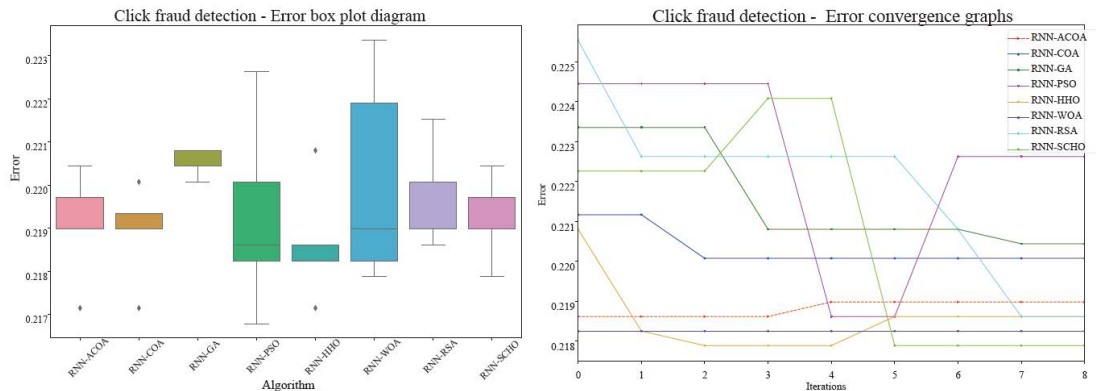 Click fraud detection - Error box plot diagram
Error
0.223
0.222
0.221
0.220
0.219
0.218
0.217
RNN-ACOA
RNN-COA
RNN-GA
RNN-PSO
RNN-HHO
RNN-WOA
RNN-RSA
RNN-SCHO
Algorithm
Click fraud detection - Error convergence graphs
Error
0.225
0.224
0.223
0.222
0.221
0.220
0.219
0.218
RNN-ACOA
RNN-COA
RNN-GA
RNN-PSO
RNN-HHO
RNN-WOA
RNN-RSA
RNN-SCHO
0 1 2 3 4 5 6 7 8
Iterations